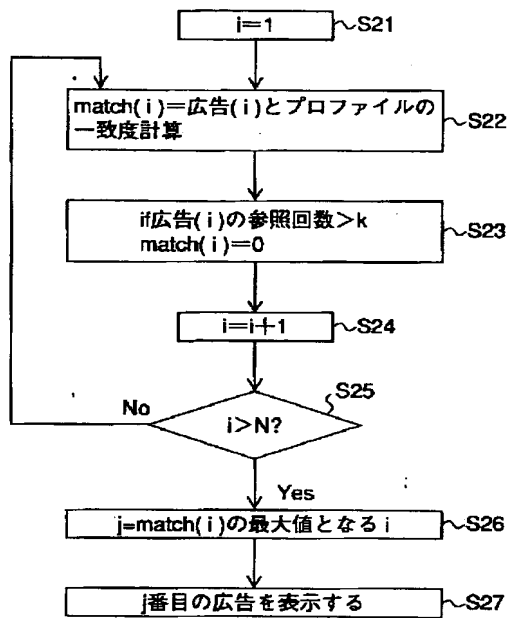 i=1
S21
match(i)=広告(i)とプロファイルの
一致度計算
S22
if広告(i)の参照回数>k
match(i)=0
S23
i=i+1
S24
S25
i>N?
No
Yes
j=match(i)の最大値となる i
S26
j番目の広告を表示する
S27